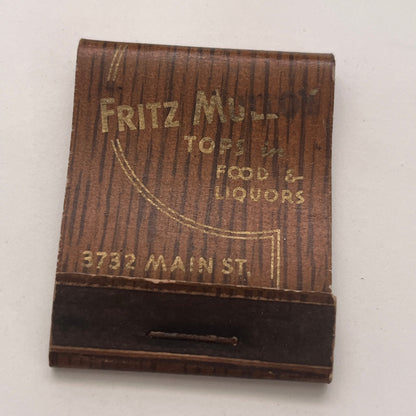 FRITZ
TOPS in
FOOD &
LIQUORS
3732 MAIN ST.